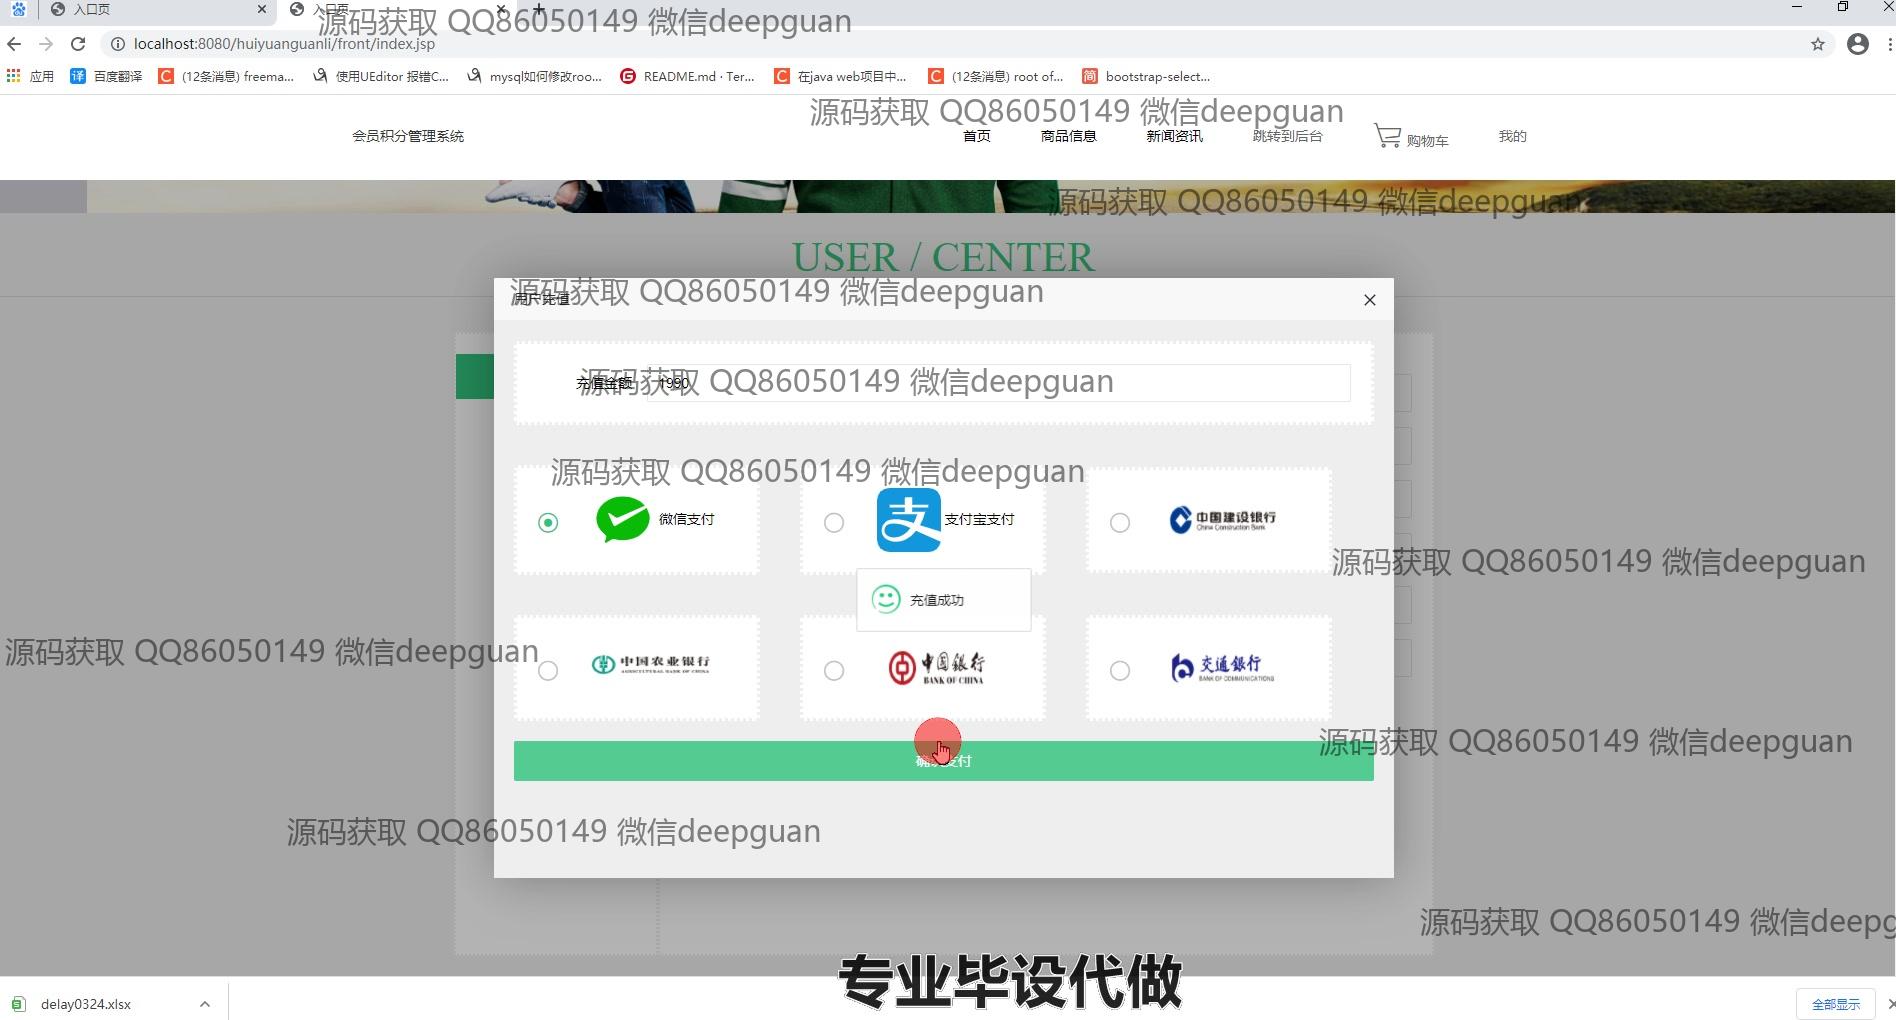 入口页
入口页
源码获取 QQ86050149 微信deepguan
localhost:8080/huiyuanguanli/front/index.jsp
应用
百度翻译
(12条消息) freema...
使用UEditor 报错C...
mysql如何修改roo...
README.md · Ter...
在java web项目中...
(12条消息) root of...
bootstrap-select...
源码获取 QQ86050149 微信deepguan
会员积分管理系统
首页
商品信息
新闻资讯
跳转到后台
购物车
我的
源码获取 QQ86050149 微信deepguan
USER / CENTER
用户充值
源码获取 QQ86050149 微信deepguan
充值金额
1990
源码获取 QQ86050149 微信deepguan
源码获取 QQ86050149 微信deepguan
微信支付
支
支付宝支付
中国建设银行
China Construction Bank
源码获取 QQ86050149 微信deepguan
充值成功
源码获取 QQ86050149 微信deepguan
中国农业银行
AGRICULTURAL BANK OF CHINA
中国银行
BANK OF CHINA
交通银行
BANK OF COMMUNICATIONS
确认支付
源码获取 QQ86050149 微信deepguan
源码获取 QQ86050149 微信deepguan
源码获取 QQ86050149 微信deepg
专业毕设代做
delay0324.xlsx
全部显示